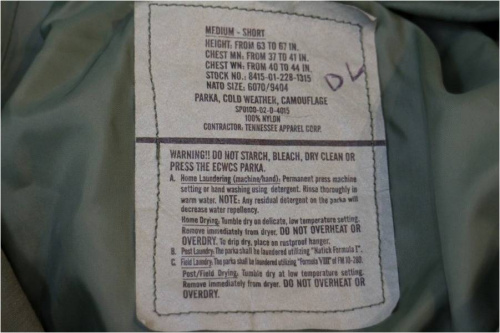 MEDIUM - SHORT
HEIGHT: FROM 63 TO 67 IN.
CHEST MN: FROM 37 TO 41 IN.
CHEST WN: FROM 40 TO 44 IN.
STOCK NO.: 8415-01-228-1315
NATO SIZE: 6070/9404
PARKA, COLD WEATHER, CAMOUFLAGE
SPO100-02-D-4015
100% NYLON
CONTRACTOR: TENNESSEE APPAREL CORP.
WARNING!! DO NOT STARCH, BLEACH, DRY CLEAN OR
PRESS THE ECWCS PARKA.
A. Home Laundering (machine/hand): Permanent press machine
setting or hand washing using detergent. Rinse thoroughly in
warm water. NOTE: Any residual detergent on the parka will
decrease water repellency.
Home Drying. Tumble dry on delicate, low temperature setting.
Remove immediately from dryer. DO NOT OVERHEAT OR
OVERDRY. To drip dry, place on rustproof hanger.
B. Post Laundry: The parka shall be laundered utilizing "Natick Formula I".
C. Field Laundry: The parka shall be laundered utilizing "Formula of FM 10-280.
Post/Field Drying. Tumble dry at low temperature setting.
Remove immediately from dryer. DO NOT OVERHEAT OR
OVERDRY.